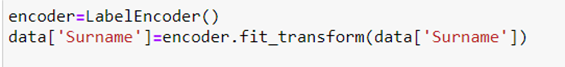 encoder=LabelEncoder()
data['Surname']=encoder.fit_transform(data['Surname'])